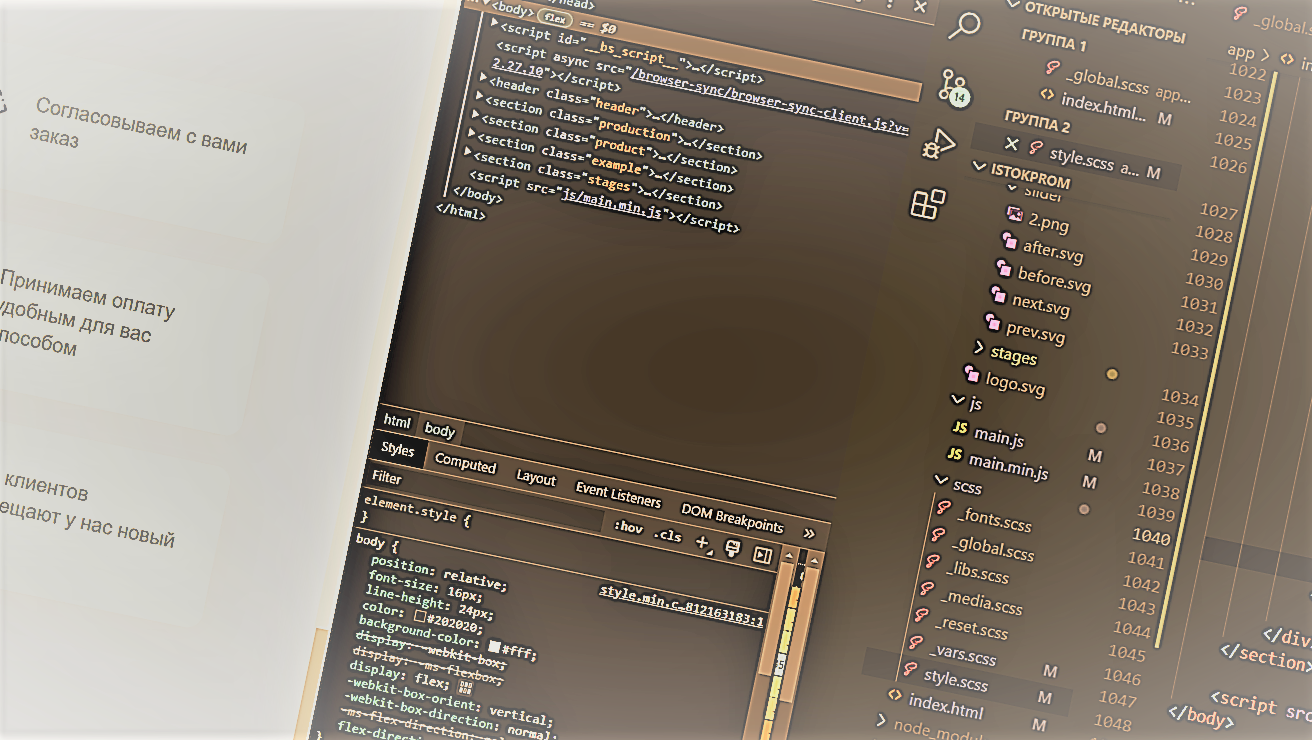 Согласовываем с вами
заказ
Принимаем оплату
удобным для вас
пособом
клиентов
ещают у нас новый
<body> flex == $0
<script id="__bs_script__">…</script>
<script async src="/browser-sync/browser-sync-client.js?v=
2.27.10"></script>
<header class="header">…</header>
<section class="production">…</section>
<section class="product">…</section>
<section class="example">…</section>
<section class="stages">…</section>
<script src="js/main.min.js"></script>
</body>
</html>
html body
Styles Computed Layout Event Listeners DOM Breakpoints »
Filter :hov .cls +
element.style {
}
body { style.min.c…812163183:1
position: relative;
font-size: 16px;
line-height: 24px;
color: #202020;
background-color: #fff;
display: -webkit-box;
display: -ms-flexbox;
display: flex;
-webkit-box-orient: vertical;
-webkit-box-direction: normal;
14
ОТКРЫТЫЕ РЕДАКТОРЫ
ГРУППА 1
_global.scss app...
index.html... M
ГРУППА 2
style.scss a... M
ISTOKPROM
slider
2.png
after.svg
before.svg
next.svg
prev.svg
stages
logo.svg
js
main.js M
main.min.js M
scss
_fonts.scss
_global.scss
_libs.scss
_media.scss
_reset.scss
_vars.scss
style.scss M
index.html M
app >
1022
1023
1024
1025
1026
1027
1028
1029
1030
1031
1032
1033
1034
1035
1036
1037
1038
1039
1040
1041
1042
1043
1044
1045
1046
1047
1048
</section>
<script src
</body>